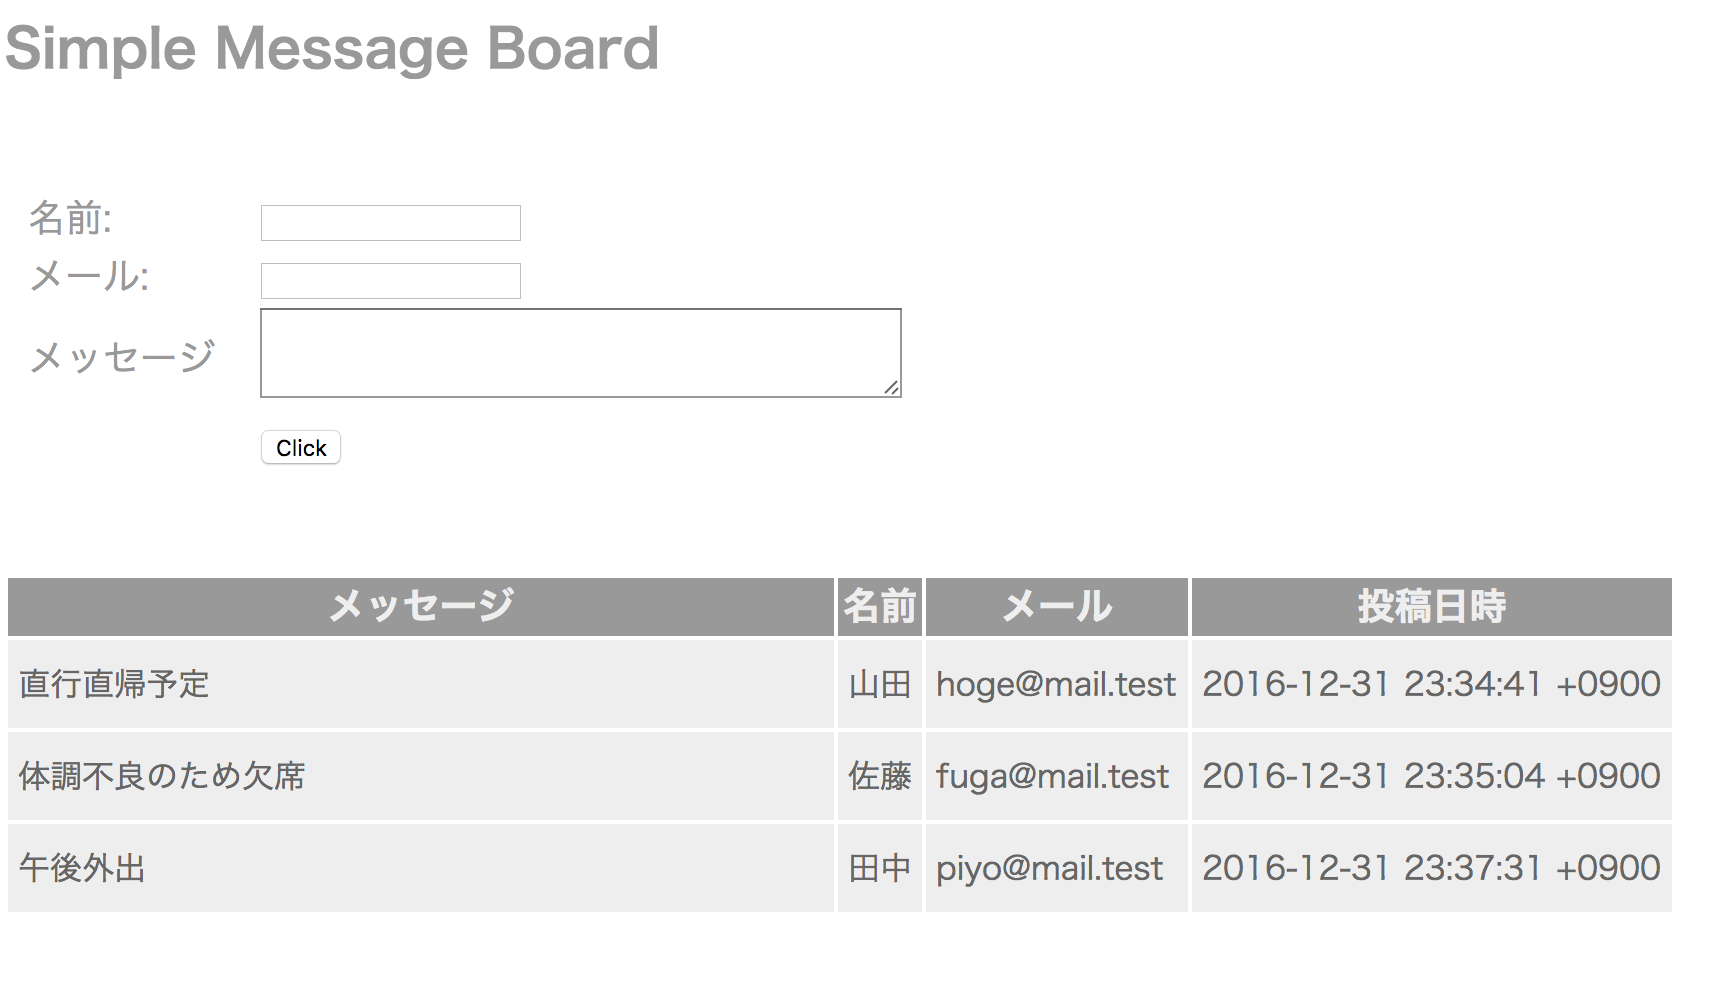 Simple Message Board
名前:
メール:
メッセージ
Click
メッセージ 名前 メール 投稿日時
直行直帰予定 山田 hoge@mail.test 2016-12-31 23:34:41 +0900
体調不良のため欠席 佐藤 fuga@mail.test 2016-12-31 23:35:04 +0900
午後外出 田中 piyo@mail.test 2016-12-31 23:37:31 +0900